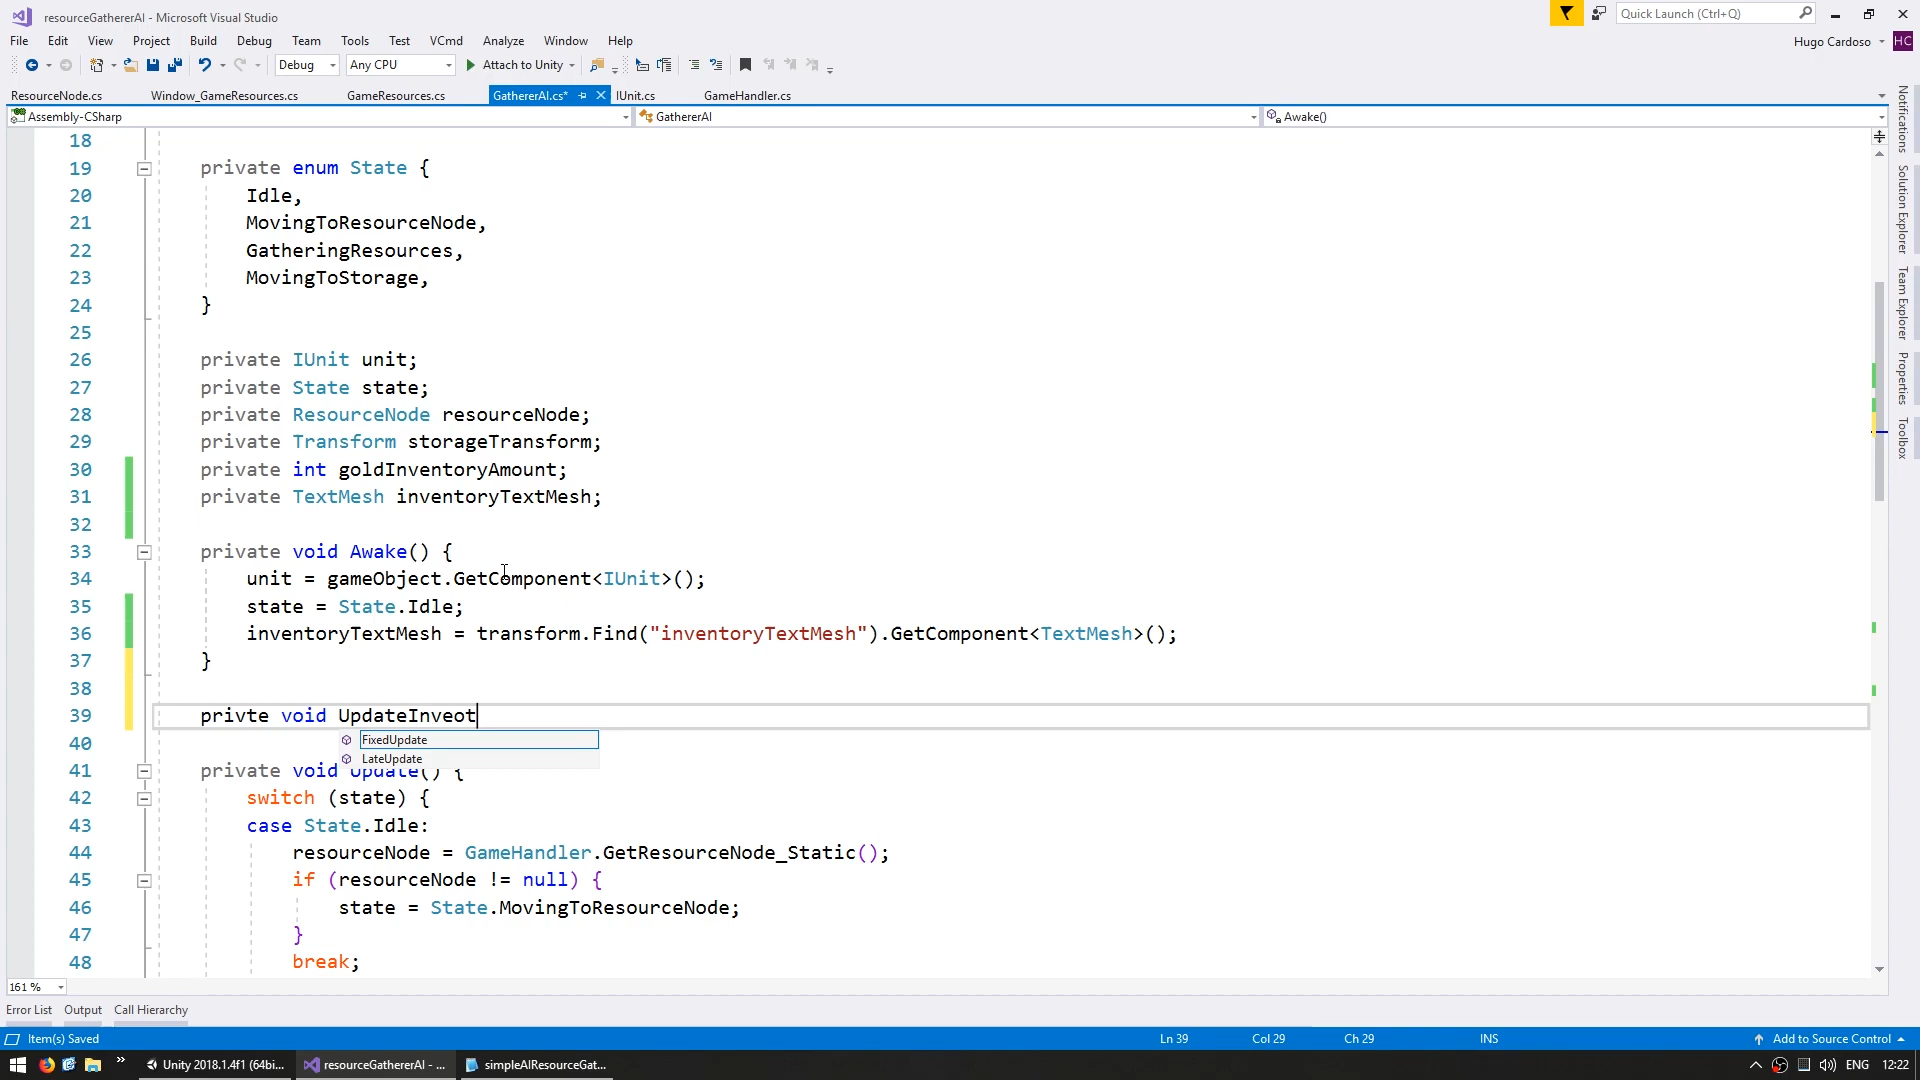 resourceGathererAI - Microsoft Visual Studio
Quick Launch (Ctrl+Q)
File Edit View Project Build Debug Team Tools Test VCmd Analyze Window Help
Hugo Cardoso HC
Debug Any CPU Attach to Unity
ResourceNode.cs Window_GameResources.cs GameResources.cs GathererAI.cs* IUnit.cs GameHandler.cs
Assembly-CSharp GathererAI Awake()
18
19 private enum State {
20 Idle,
21 MovingToResourceNode,
22 GatheringResources,
23 MovingToStorage,
24 }
25
26 private IUnit unit;
27 private State state;
28 private ResourceNode resourceNode;
29 private Transform storageTransform;
30 private int goldInventoryAmount;
31 private TextMesh inventoryTextMesh;
32
33 private void Awake() {
34 unit = gameObject.GetComponent<IUnit>();
35 state = State.Idle;
36 inventoryTextMesh = transform.Find("inventoryTextMesh").GetComponent<TextMesh>();
37 }
38
39 privte void UpdateInveot
FixedUpdate
40
LateUpdate
41 private void Update() {
42 switch (state) {
43 case State.Idle:
44 resourceNode = GameHandler.GetResourceNode_Static();
45 if (resourceNode != null) {
46 state = State.MovingToResourceNode;
47 }
48 break;
Notifications
Solution Explorer
Team Explorer
Properties
Toolbox
161 %
Error List Output Call Hierarchy
Item(s) Saved Ln 39 Col 29 Ch 29 INS Add to Source Control
Unity 2018.1.4f1 (64bi... resourceGathererAI - ... simpleAIResourceGat... ENG 12:22